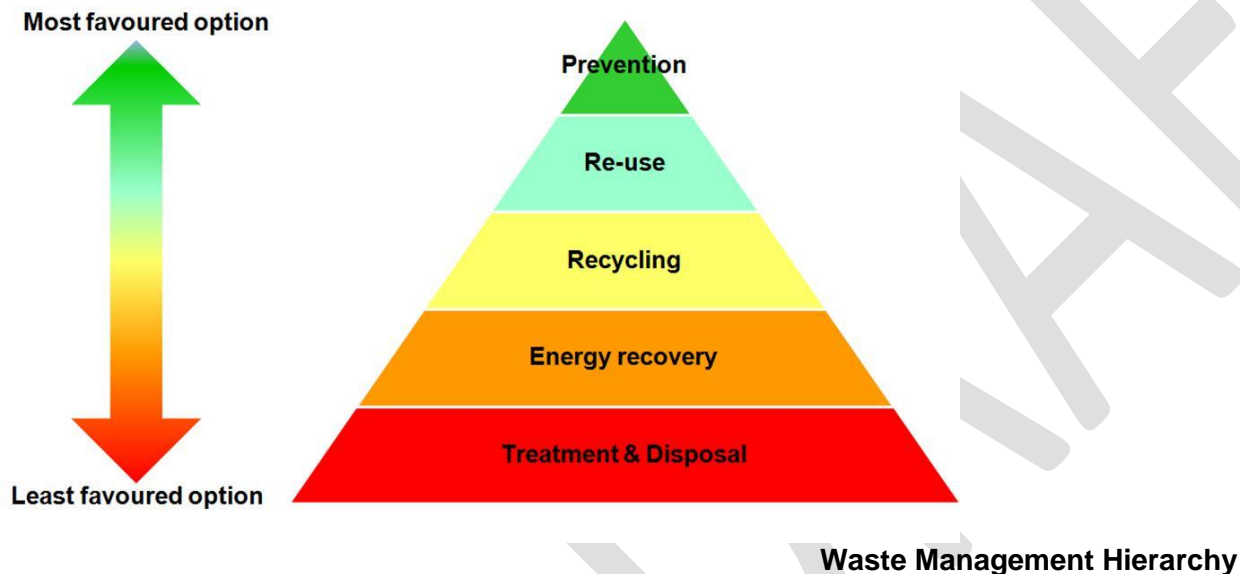 Most favoured option
Prevention
Re-use
Recycling
Energy recovery
Treatment & Disposal
Least favoured option
Waste Management Hierarchy